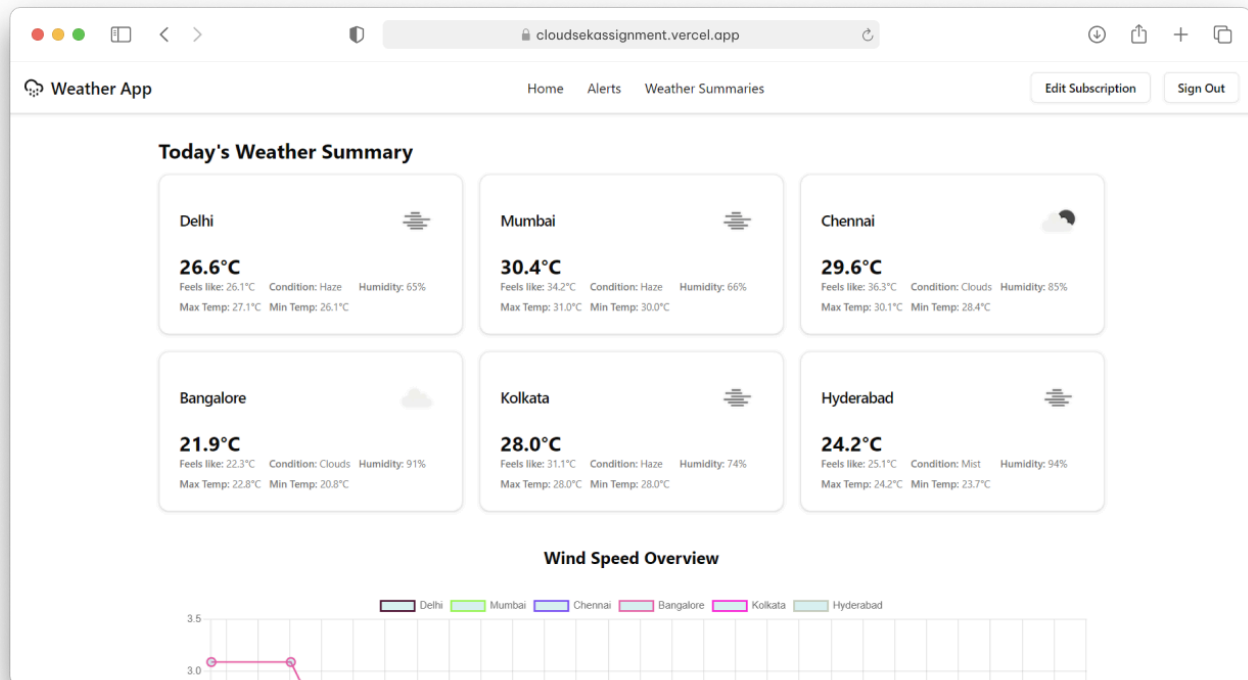 cloudsekassignment.vercel.app
Weather App Home Alerts Weather Summaries Edit Subscription Sign Out
Today's Weather Summary
Delhi
26.6°C
Feels like: 26.1°C Condition: Haze Humidity: 65%
Max Temp: 27.1°C Min Temp: 26.1°C
Mumbai
30.4°C
Feels like: 34.2°C Condition: Haze Humidity: 66%
Max Temp: 31.0°C Min Temp: 30.0°C
Chennai
29.6°C
Feels like: 36.3°C Condition: Clouds Humidity: 85%
Max Temp: 30.1°C Min Temp: 28.4°C
Bangalore
21.9°C
Feels like: 22.3°C Condition: Clouds Humidity: 91%
Max Temp: 22.8°C Min Temp: 20.8°C
Kolkata
28.0°C
Feels like: 31.1°C Condition: Haze Humidity: 74%
Max Temp: 28.0°C Min Temp: 28.0°C
Hyderabad
24.2°C
Feels like: 25.1°C Condition: Mist Humidity: 94%
Max Temp: 24.2°C Min Temp: 23.7°C
Wind Speed Overview
Delhi Mumbai Chennai Bangalore Kolkata Hyderabad
3.5
3.0